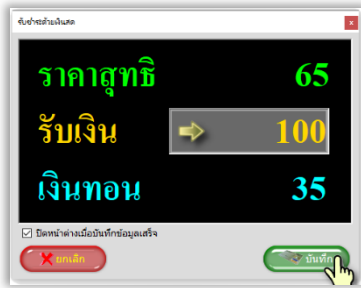 รับชำระด้วยเงินสด
ราคาสุทธิ 65
รับเงิน 100
เงินทอน 35
ปิดหน้าต่างเมื่อบันทึกข้อมูลเสร็จ
ยกเลิก บันทึก